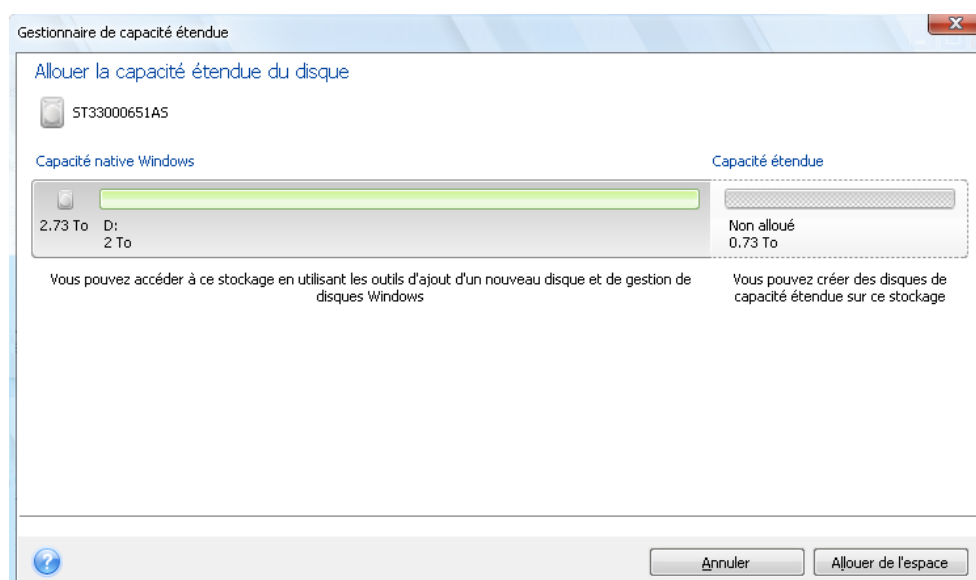 Gestionnaire de capacité étendue
Allouer la capacité étendue du disque
ST33000651AS
Capacité native Windows
Capacité étendue
2.73 To D:
2 To
Non alloué
0.73 To
Vous pouvez accéder à ce stockage en utilisant les outils d'ajout d'un nouveau disque et de gestion de
disques Windows
Vous pouvez créer des disques de
capacité étendue sur ce stockage
?
Annuler
Allouer de l'espace